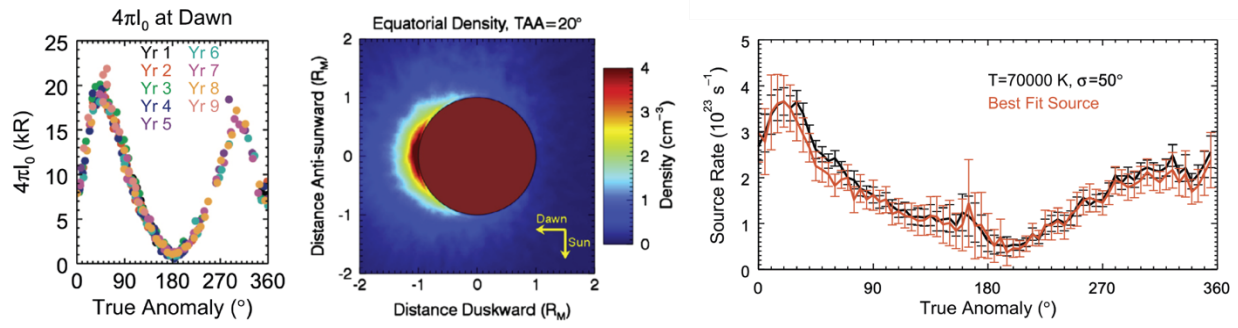 4πI₀ at Dawn
4πI₀ (kR)
25
20
15
10
5
0
Yr 1 Yr 6
Yr 2 Yr 7
Yr 3 Yr 8
Yr 4 Yr 9
Yr 5
0 90 180 270 360
True Anomaly (°)
Equatorial Density, TAA=20°
Distance Anti-sunward (R_M)
2
1
0
-1
-2
Dawn
Sun
-2 -1 0 1 2
Distance Duskward (R_M)
4
3
2
1
0
Density (cm⁻³)
Source Rate (10²³ s⁻¹)
5
4
3
2
1
0
T=70000 K, σ=50°
Best Fit Source
0 90 180 270 360
True Anomaly (°)